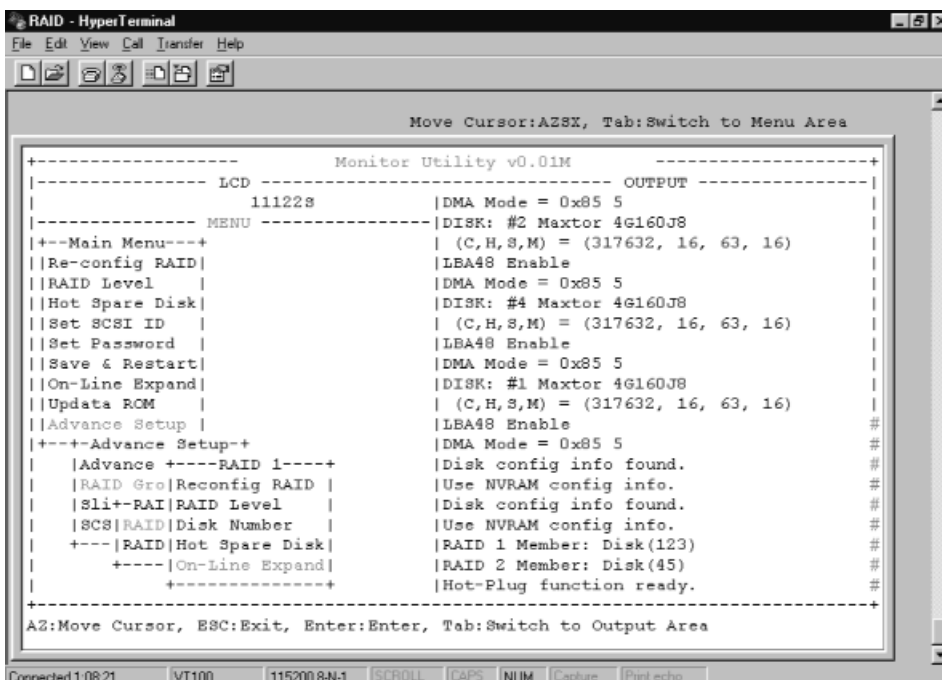 RAID - HyperTerminal
File Edit View Call Transfer Help
Move Cursor:AZSX, Tab:Switch to Menu Area
+-------------------- Monitor Utility v0.01M --------------------+
|---------------- LCD --------------------------------- OUTPUT ----------------|
| 11122S |DMA Mode = 0x85 5 |
|--------------- MENU -----------------|DISK: #2 Maxtor 4G160J8 |
|+--Main Menu---+ | (C,H,S,M) = (317632, 16, 63, 16) |
||Re-config RAID| |LBA48 Enable |
||RAID Level | |DMA Mode = 0x85 5 |
||Hot Spare Disk| |DISK: #4 Maxtor 4G160J8 |
||Set SCSI ID | | (C,H,S,M) = (317632, 16, 63, 16) |
||Set Password | |LBA48 Enable |
||Save & Restart| |DMA Mode = 0x85 5 |
||On-Line Expand| |DISK: #1 Maxtor 4G160J8 |
||Updata ROM | | (C,H,S,M) = (317632, 16, 63, 16) |
||Advance Setup | |LBA48 Enable #
|+--+-Advance Setup-+ |DMA Mode = 0x85 5 #
| |Advance +----RAID 1----+ |Disk config info found. #
| |RAID Gro|Reconfig RAID | |Use NVRAM config info. #
| |Sli+-RAI|RAID Level | |Disk config info found. #
| |SCS|RAID|Disk Number | |Use NVRAM config info. #
| +---|RAID|Hot Spare Disk| |RAID 1 Member: Disk(123) #
| +----|On-Line Expand| |RAID 2 Member: Disk(45) #
| +--------------+ |Hot-Plug function ready. #
+------------------------------------------------------------------------------+
AZ:Move Cursor, ESC:Exit, Enter:Enter, Tab:Switch to Output Area
Connected 1:08:21 VT100 115200 8-N-1 SCROLL CAPS NUM Capture Print echo